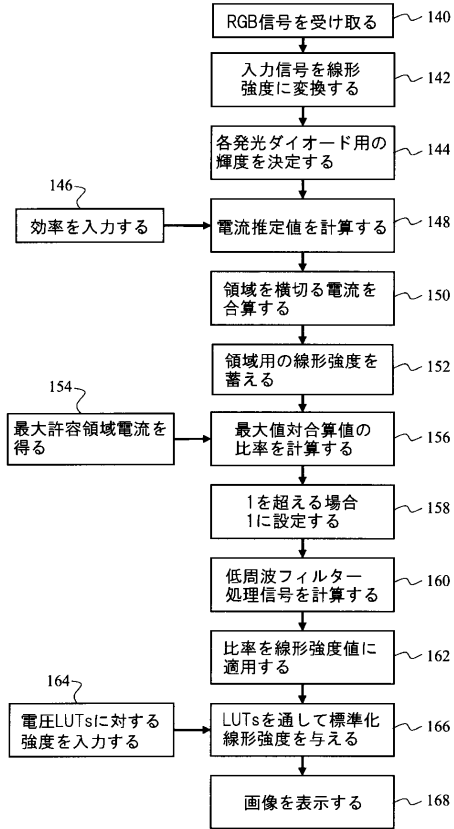 RGB信号を受け取る
140
入力信号を線形
強度に変換する
142
各発光ダイオード用の
輝度を決定する
144
146
効率を入力する
電流推定値を計算する
148
領域を横切る電流を
合算する
150
領域用の線形強度を
蓄える
152
154
最大許容領域電流を
得る
最大値対合算値の
比率を計算する
156
1を超える場合
1に設定する
158
低周波フィルター
処理信号を計算する
160
比率を線形強度値に
適用する
162
164
電圧LUTsに対する
強度を入力する
LUTsを通して標準化
線形強度を与える
166
画像を表示する
168